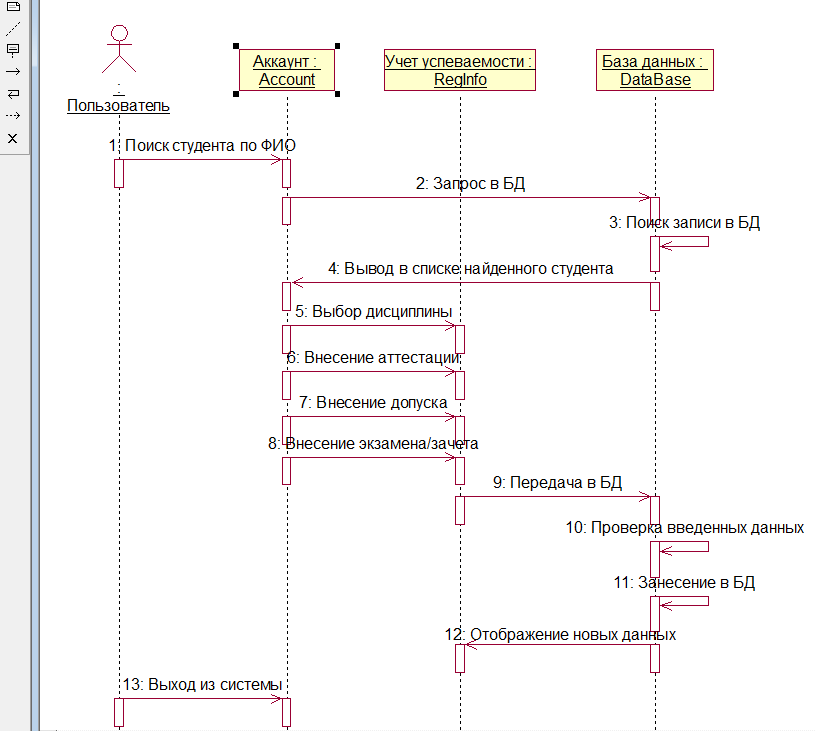 Аккаунт :
Account
Учет успеваемости :
RegInfo
База данных :
DataBase
:
Пользователь
1: Поиск студента по ФИО
2: Запрос в БД
3: Поиск записи в БД
4: Вывод в списке найденного студента
5: Выбор дисциплины
6: Внесение аттестации
7: Внесение допуска
8: Внесение экзамена/зачета
9: Передача в БД
10: Проверка введенных данных
11: Занесение в БД
12: Отображение новых данных
13: Выход из системы